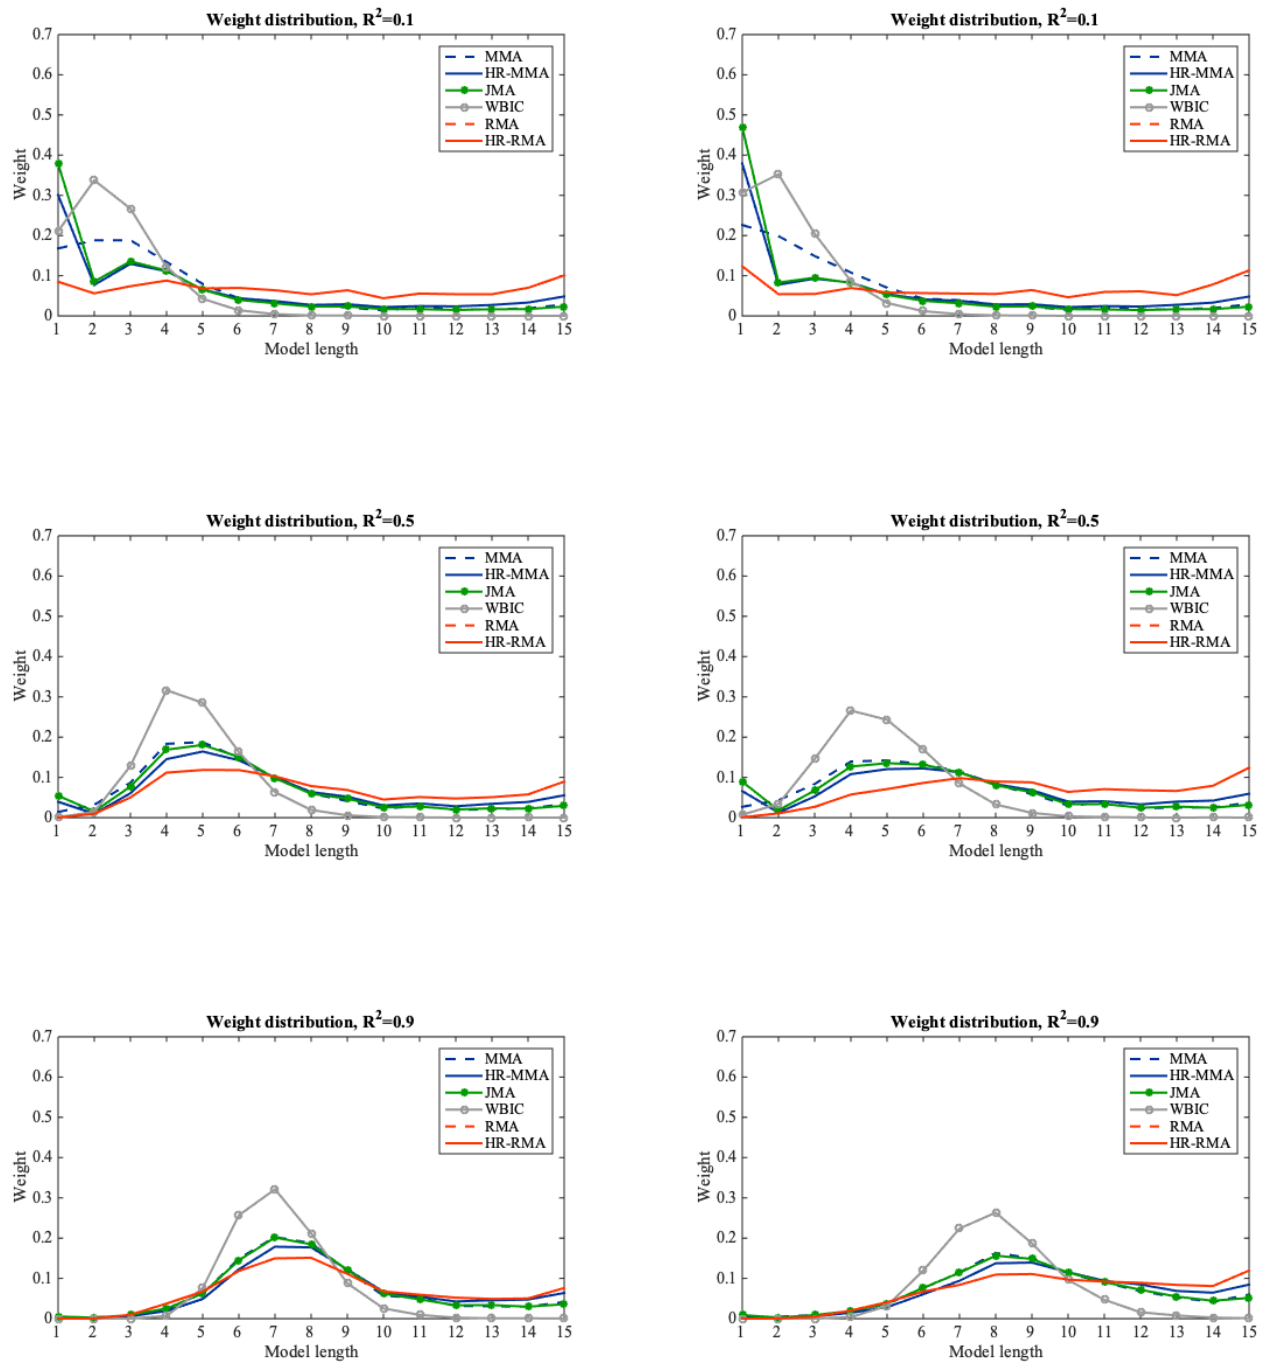 Weight distribution, R²=0.1
0.7
0.6
0.5
0.4
0.3
0.2
0.1
0
Weight
MMA
HR-MMA
JMA
WBIC
RMA
HR-RMA
1 2 3 4 5 6 7 8 9 10 11 12 13 14 15
Model length
Weight distribution, R²=0.1
0.7
0.6
0.5
0.4
0.3
0.2
0.1
0
Weight
MMA
HR-MMA
JMA
WBIC
RMA
HR-RMA
1 2 3 4 5 6 7 8 9 10 11 12 13 14 15
Model length
Weight distribution, R²=0.5
0.7
0.6
0.5
0.4
0.3
0.2
0.1
0
Weight
MMA
HR-MMA
JMA
WBIC
RMA
HR-RMA
1 2 3 4 5 6 7 8 9 10 11 12 13 14 15
Model length
Weight distribution, R²=0.5
0.7
0.6
0.5
0.4
0.3
0.2
0.1
0
Weight
MMA
HR-MMA
JMA
WBIC
RMA
HR-RMA
1 2 3 4 5 6 7 8 9 10 11 12 13 14 15
Model length
Weight distribution, R²=0.9
0.7
0.6
0.5
0.4
0.3
0.2
0.1
0
Weight
MMA
HR-MMA
JMA
WBIC
RMA
HR-RMA
1 2 3 4 5 6 7 8 9 10 11 12 13 14 15
Model length
Weight distribution, R²=0.9
0.7
0.6
0.5
0.4
0.3
0.2
0.1
0
Weight
MMA
HR-MMA
JMA
WBIC
RMA
HR-RMA
1 2 3 4 5 6 7 8 9 10 11 12 13 14 15
Model length